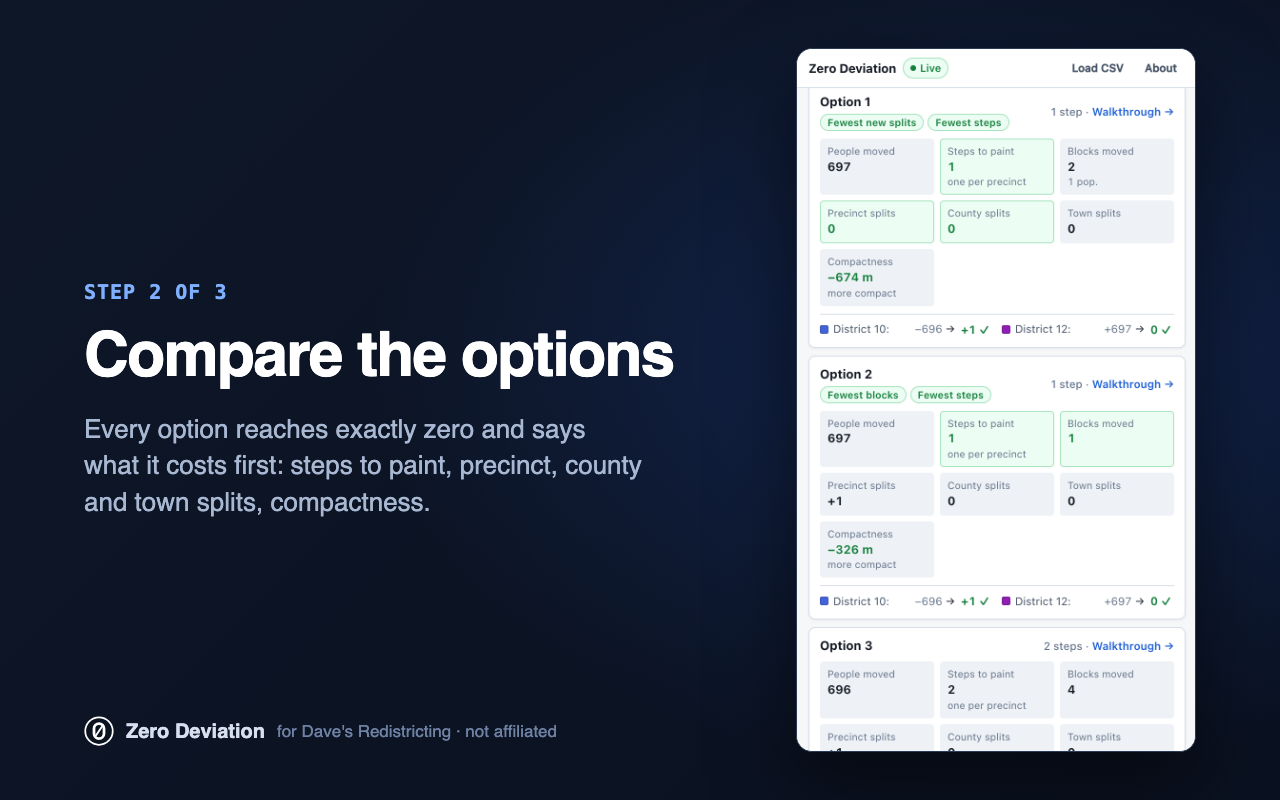 STEP 2 OF 3
Compare the options
Every option reaches exactly zero and says
what it costs first: steps to paint, precinct, county
and town splits, compactness.
Zero Deviation for Dave's Redistricting · not affiliated
Zero Deviation Live Load CSV About
Option 1
1 step · Walkthrough →
Fewest new splits Fewest steps
People moved Steps to paint Blocks moved
697 1 2
one per precinct 1 pop.
Precinct splits County splits Town splits
0 0 0
Compactness
−674 m
more compact
District 10: −696 → +1 ✓ District 12: +697 → 0 ✓
Option 2
1 step · Walkthrough →
Fewest blocks Fewest steps
People moved Steps to paint Blocks moved
697 1 1
one per precinct
Precinct splits County splits Town splits
+1 0 0
Compactness
−326 m
more compact
District 10: −696 → +1 ✓ District 12: +697 → 0 ✓
Option 3 2 steps · Walkthrough →
People moved Steps to paint Blocks moved
696 2 4
one per precinct
Precinct splits County splits Town splits